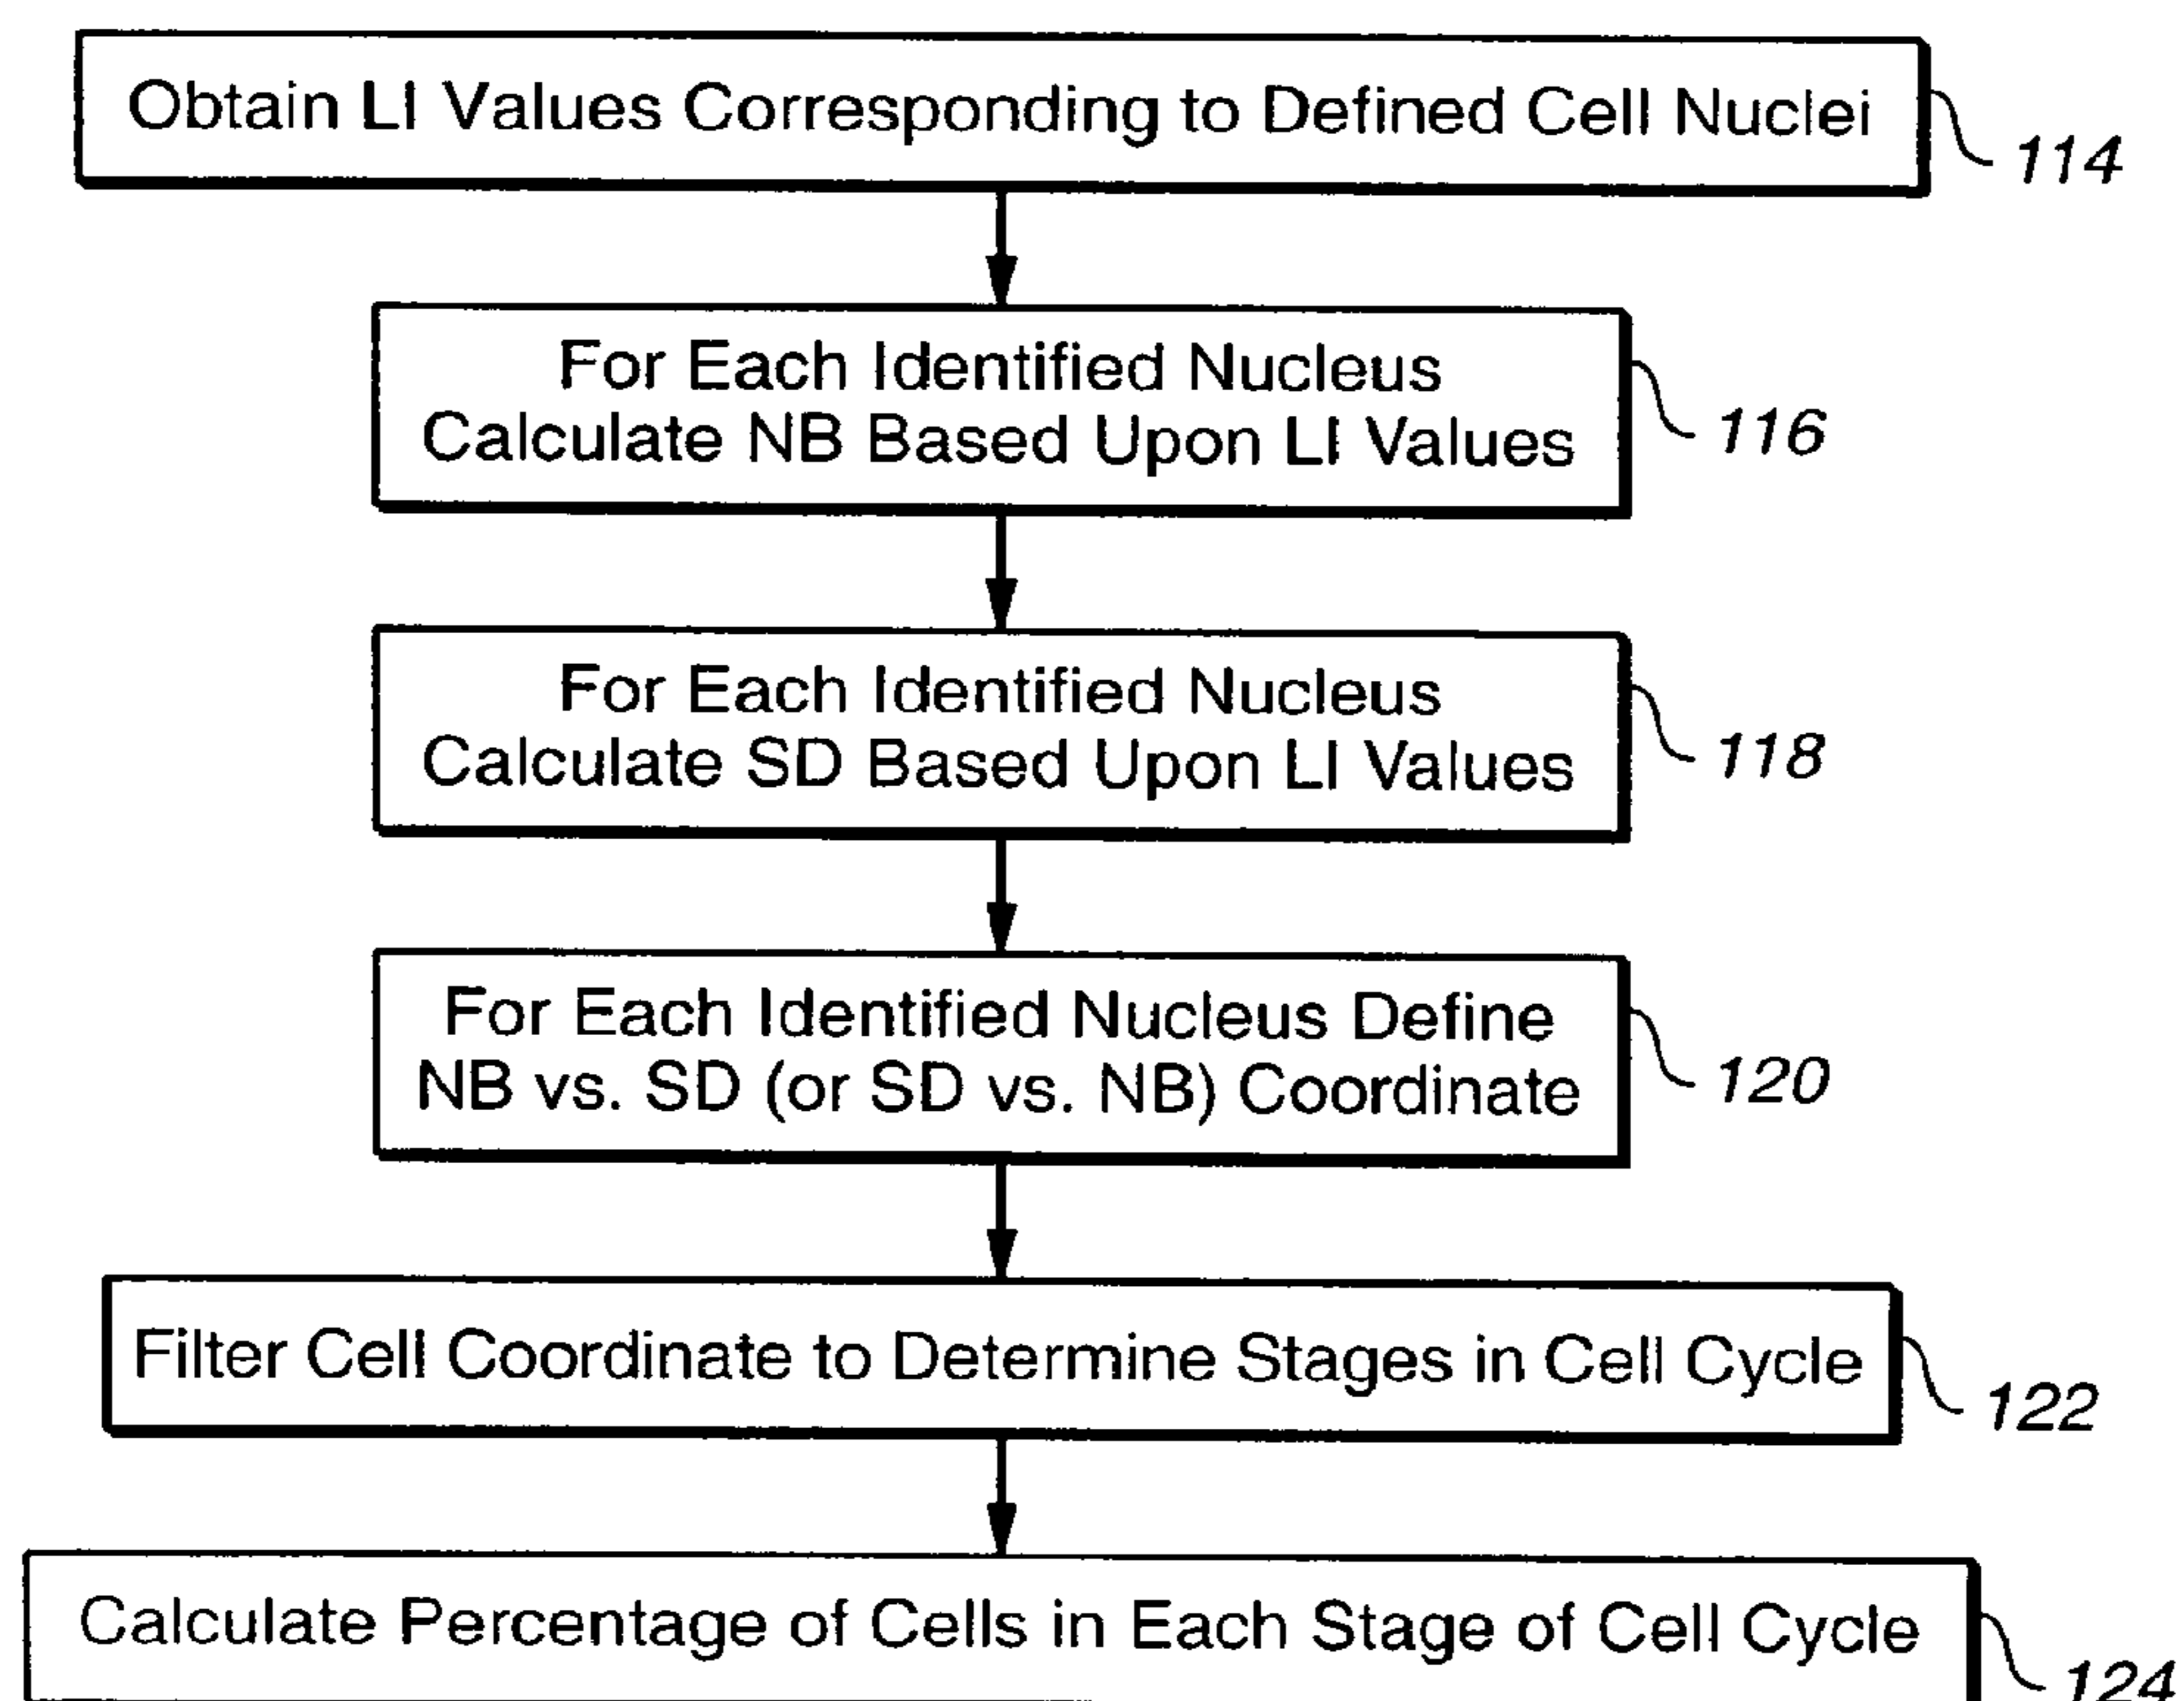 Obtain LI Values Corresponding to Defined Cell Nuclei
114
For Each Identified Nucleus
Calculate NB Based Upon LI Values
116
For Each Identified Nucleus
Calculate SD Based Upon LI Values
118
For Each Identified Nucleus Define
NB vs. SD (or SD vs. NB) Coordinate
120
Filter Cell Coordinate to Determine Stages in Cell Cycle
122
Calculate Percentage of Cells in Each Stage of Cell Cycle
124